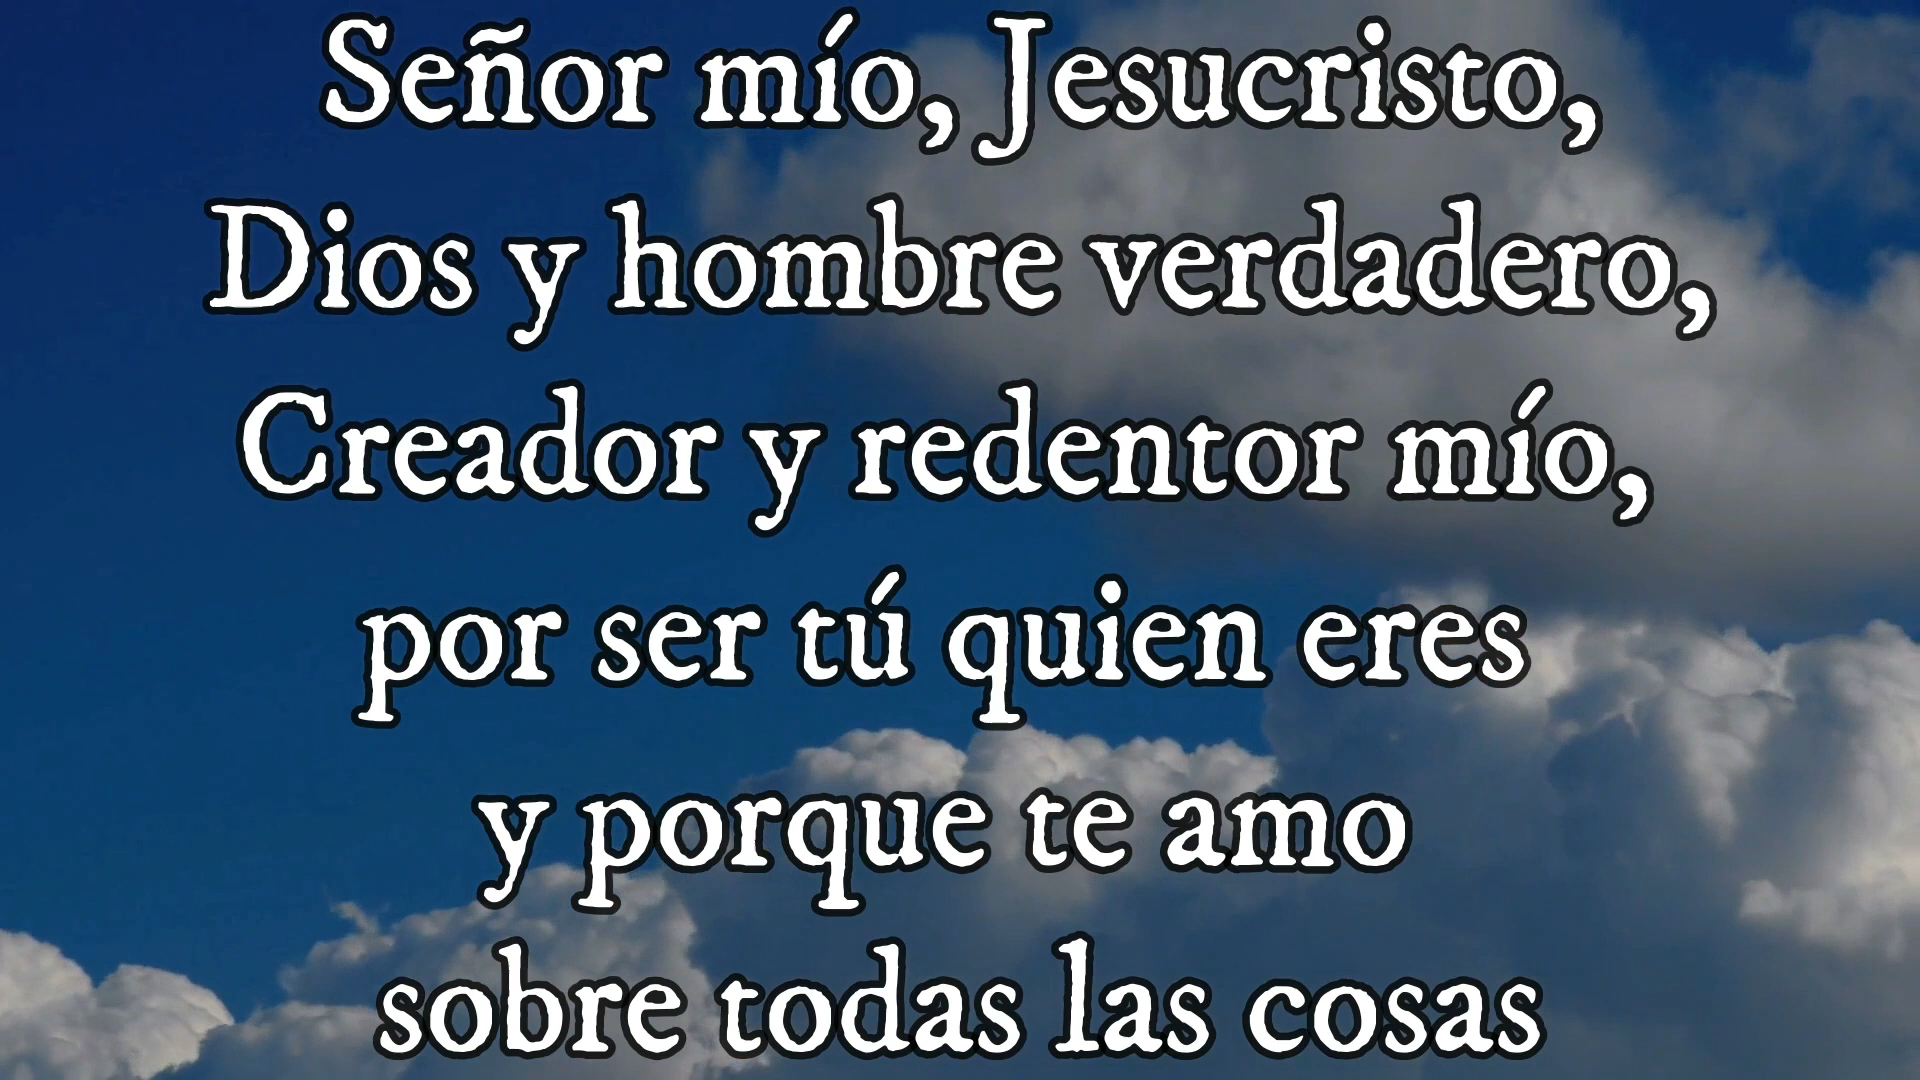 Señor mío, Jesucristo,
Dios y hombre verdadero,
Creador y redentor mío,
por ser tú quien eres
y porque te amo
sobre todas las cosas